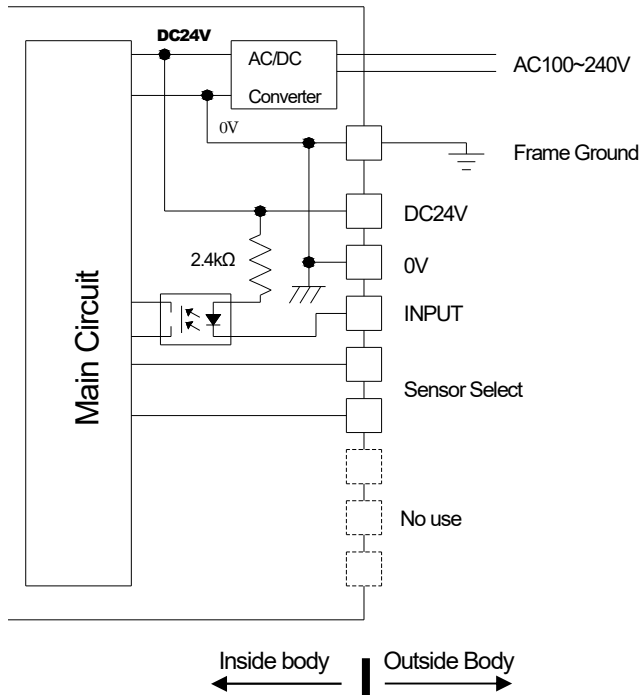 DC24V
AC/DC
Converter
AC100~240V
0V
Frame Ground
DC24V
2.4kΩ
0V
INPUT
Main Circuit
Sensor Select
No use
Inside body
Outside Body